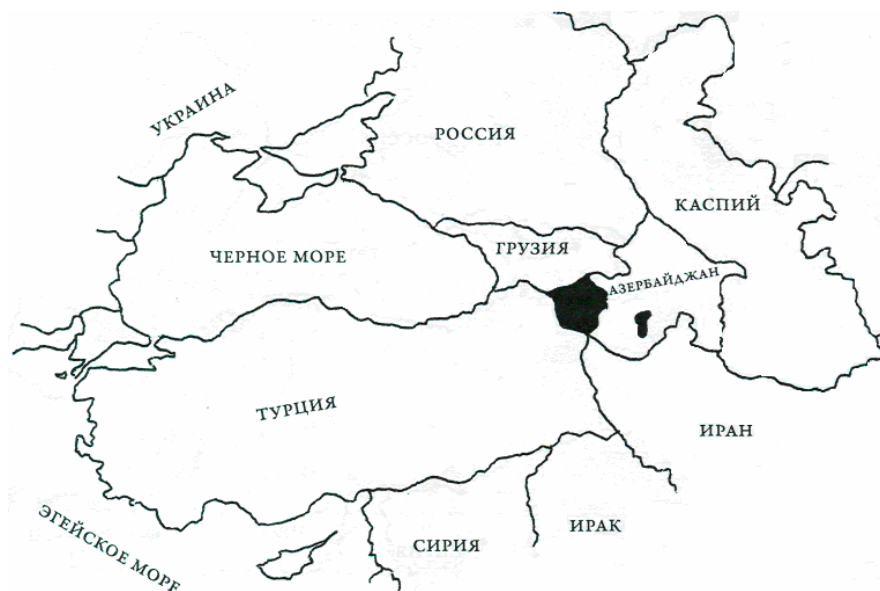 УКРАИНА
РОССИЯ
КАСПИЙ
ГРУЗИЯ
ЧЕРНОЕ МОРЕ
АЗЕРБАЙДЖАН
ТУРЦИЯ
ИРАН
ЭГЕЙСКОЕ МОРЕ
ИРАК
СИРИЯ